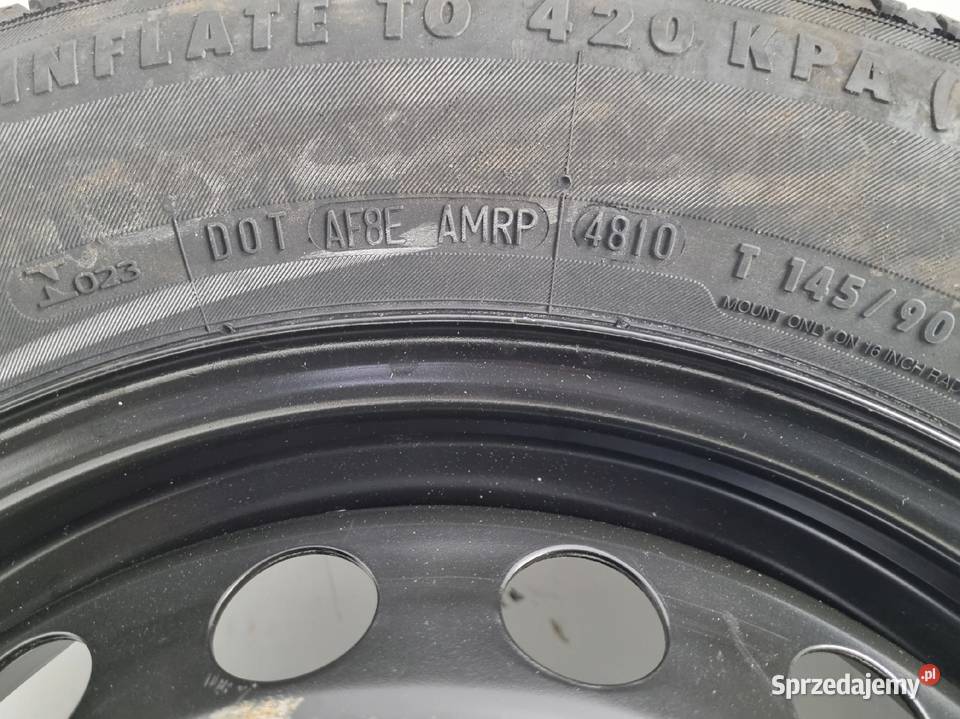 INFLATE TO 420 KPA (
023
DOT AF8E AMRP 4810 T 145/90
MOUNT ONLY ON 16 INCH
Sprzedajemy.pl